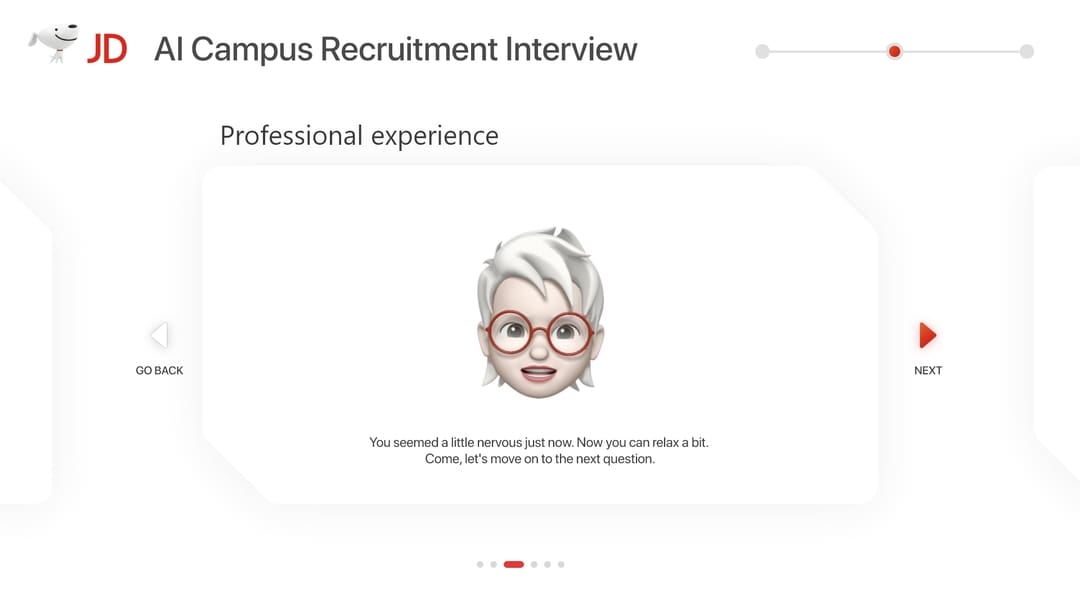 JD AI Campus Recruitment Interview
Professional experience
GO BACK
NEXT
You seemed a little nervous just now. Now you can relax a bit.
Come, let's move on to the next question.